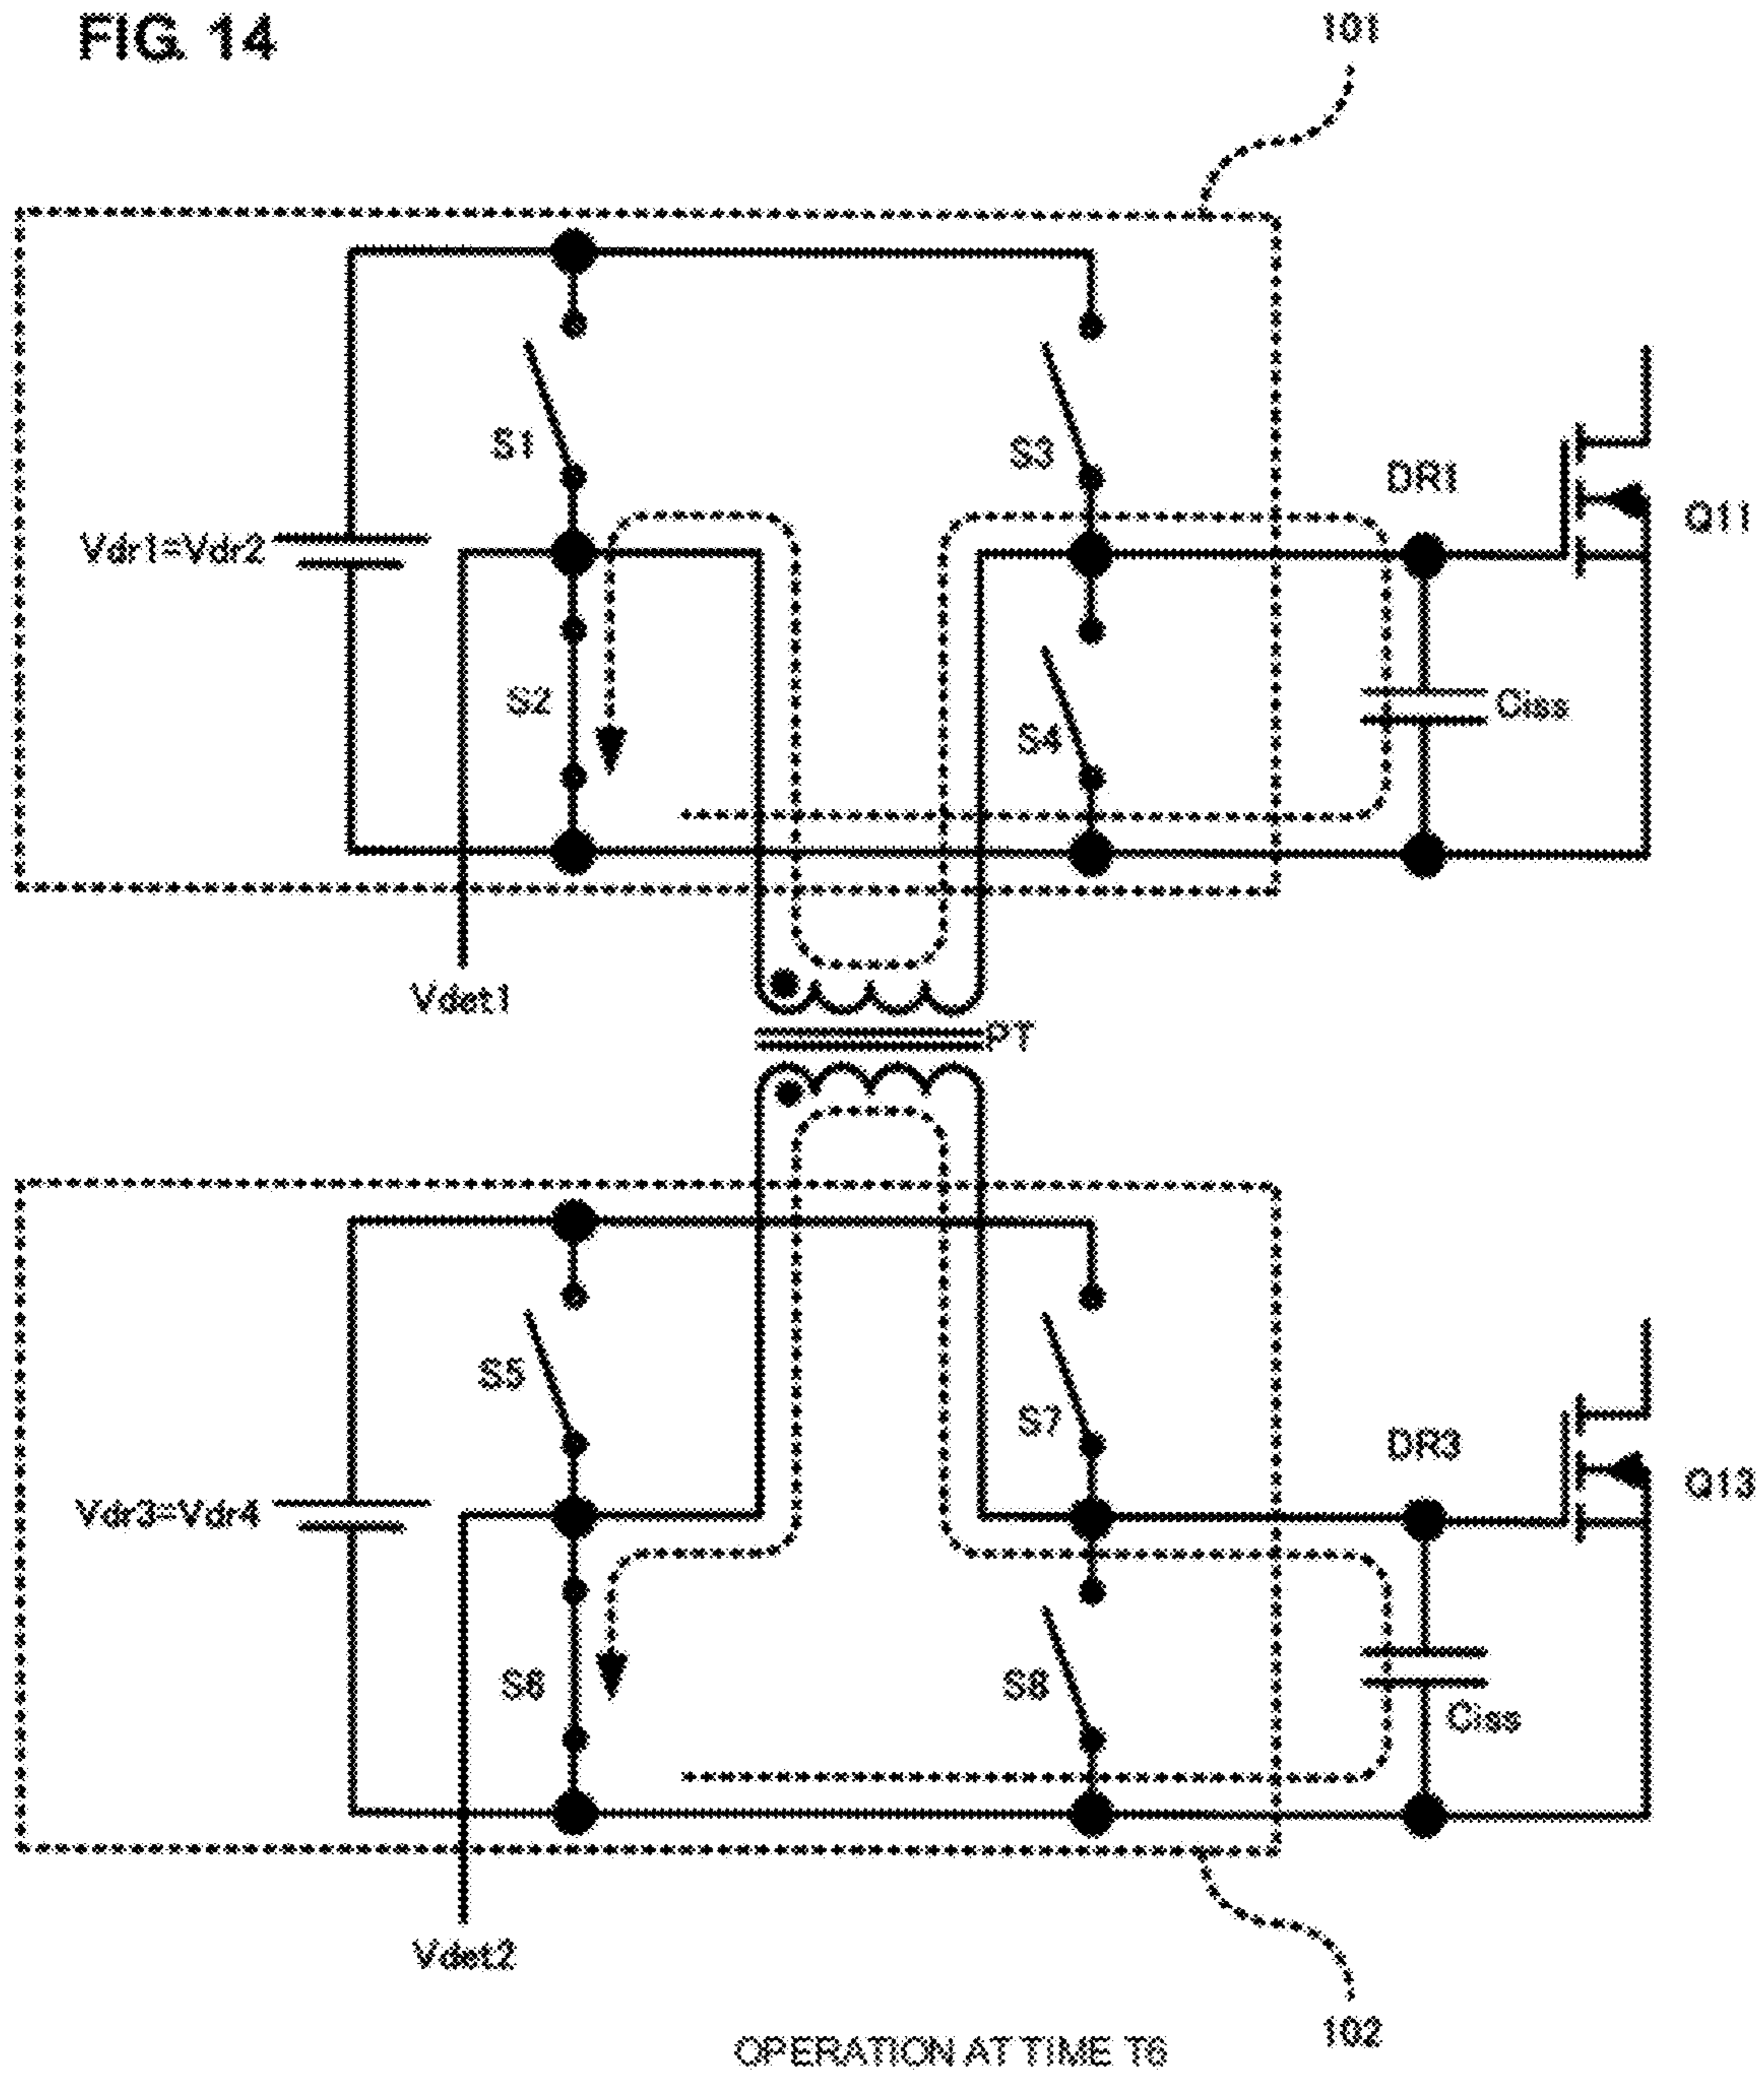 FIG. 14
101
S1
S3
DR1
Q11
Vdr1=Vdr2
S2
S4
Ciss
Vdet1
PT
S5
S7
DR3
Q13
Vdr3=Vdr4
S6
S8
Ciss
Vdet2
102
OPERATION AT TIME T6